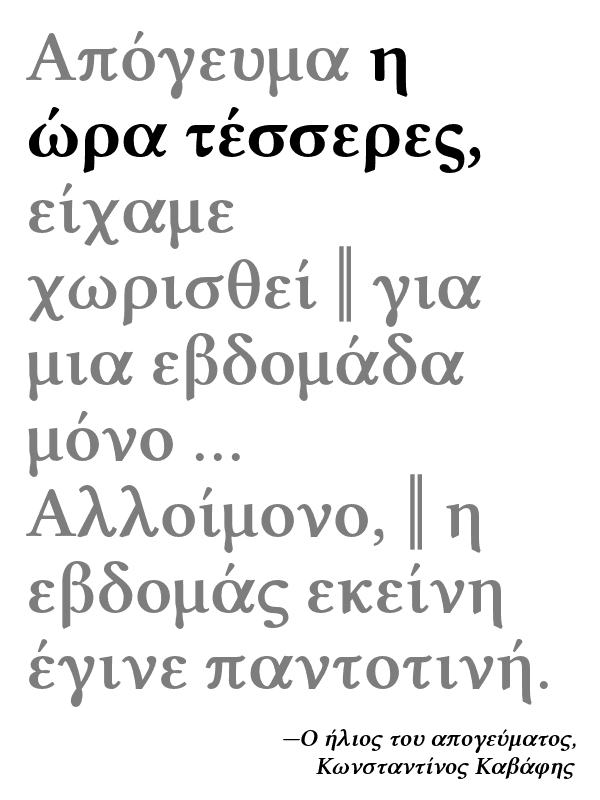 Απόγευμα η
ώρα τέσσερες,
είχαμε
χωρισθεί ‖ για
μια εβδομάδα
μόνο ...
Αλλοίμονο, ‖ η
εβδομάς εκείνη
έγινε παντοτινή.
—Ο ήλιος του απογεύματος,
Κωνσταντίνος Καβάφης